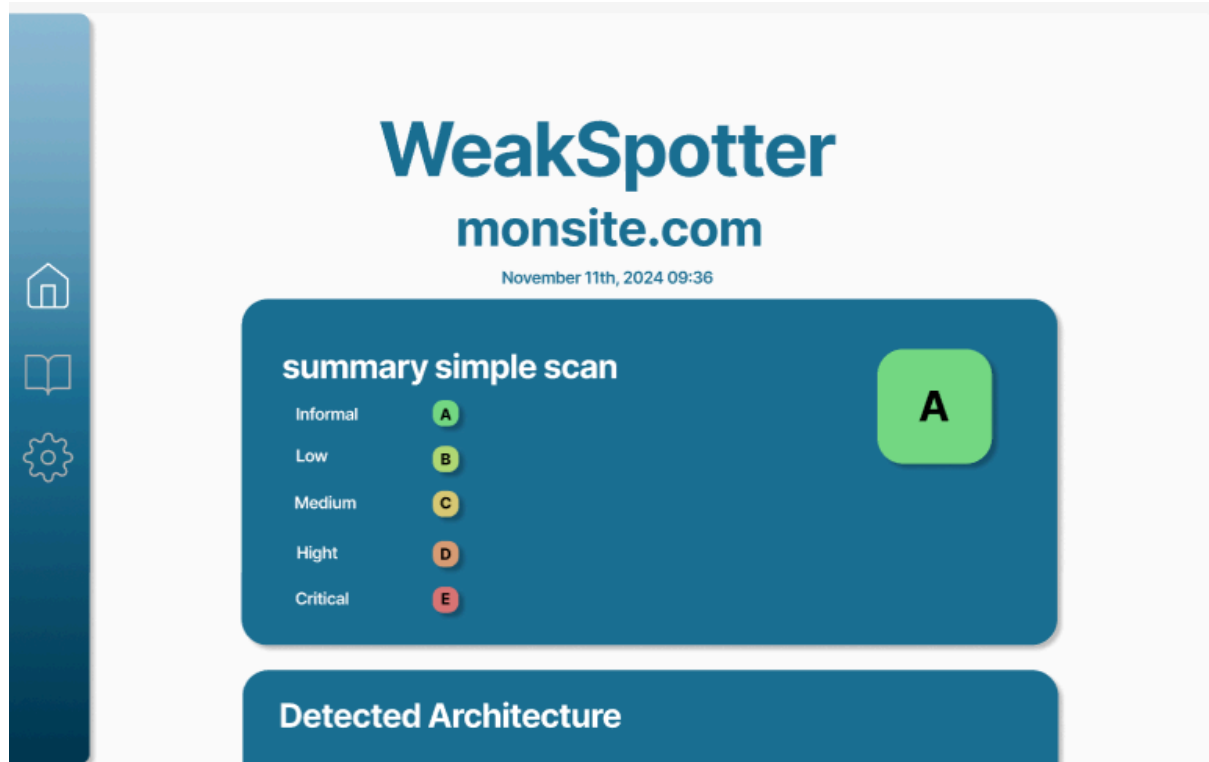 WeakSpotter
monsite.com
November 11th, 2024 09:36
summary simple scan
A
Informal A
Low B
Medium C
Hight D
Critical E
Detected Architecture